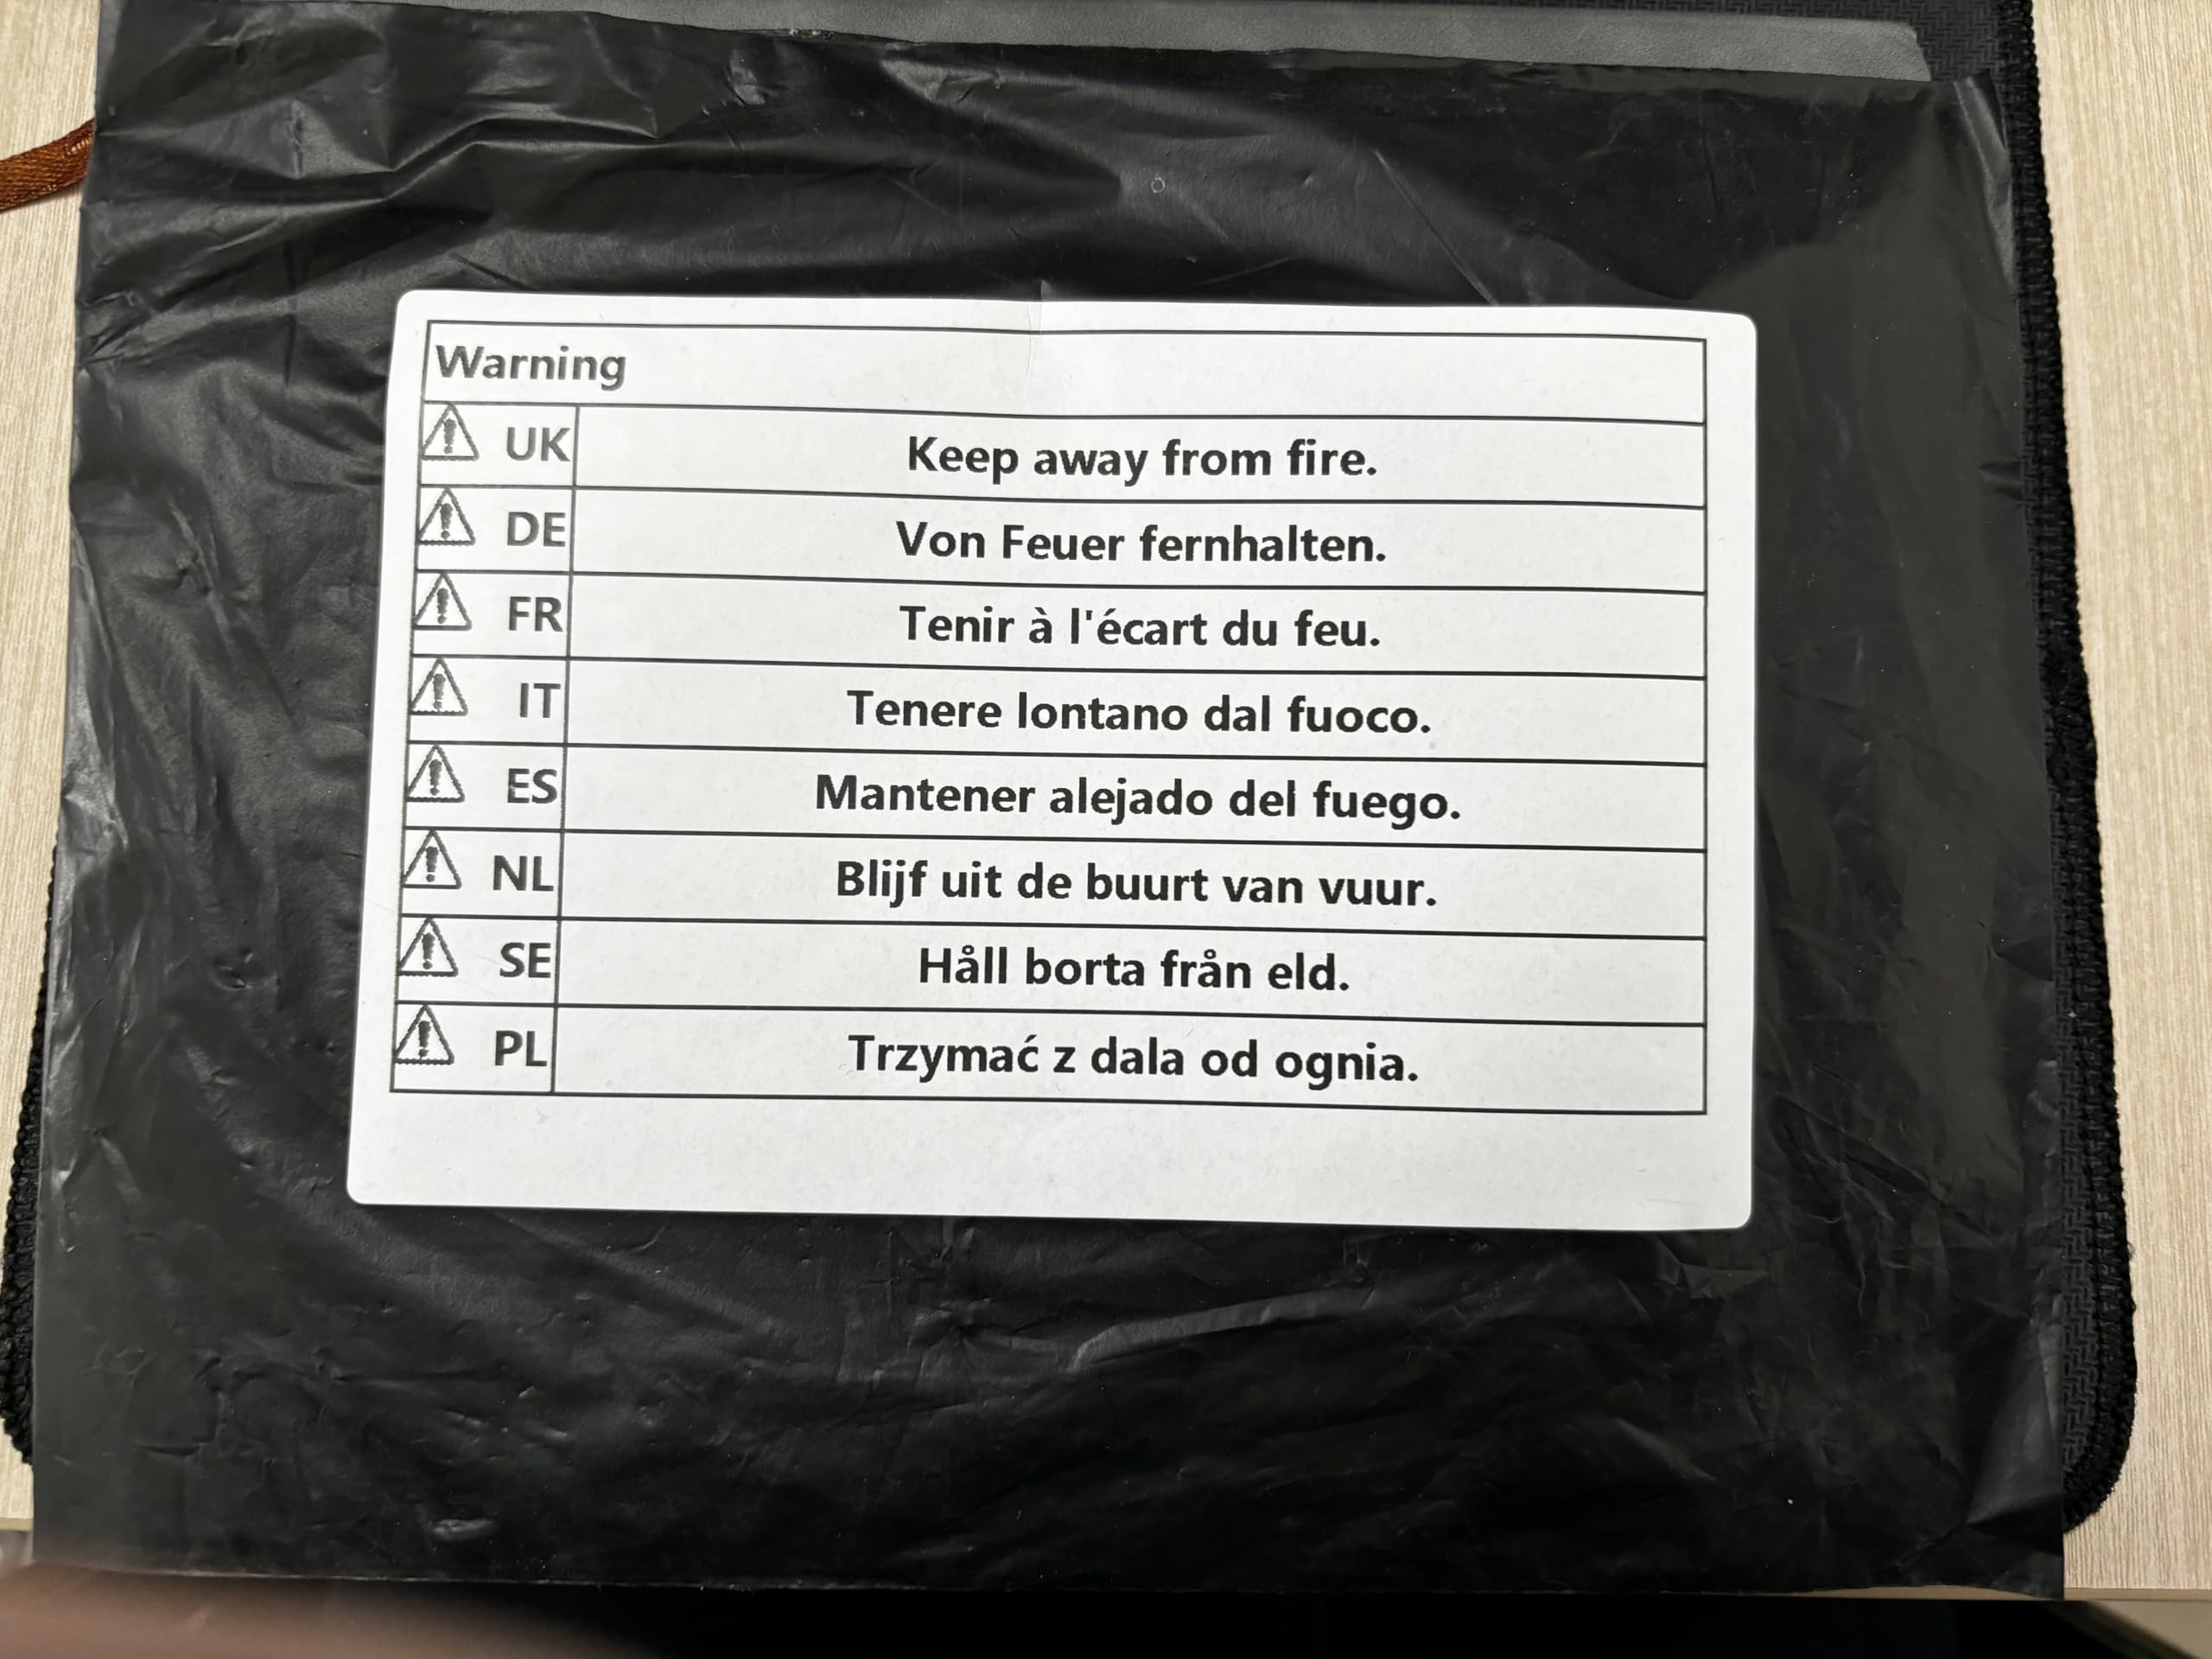 Warning
UK Keep away from fire.
DE Von Feuer fernhalten.
FR Tenir à l'écart du feu.
IT Tenere lontano dal fuoco.
ES Mantener alejado del fuego.
NL Blijf uit de buurt van vuur.
SE Håll borta från eld.
PL Trzymać z dala od ognia.